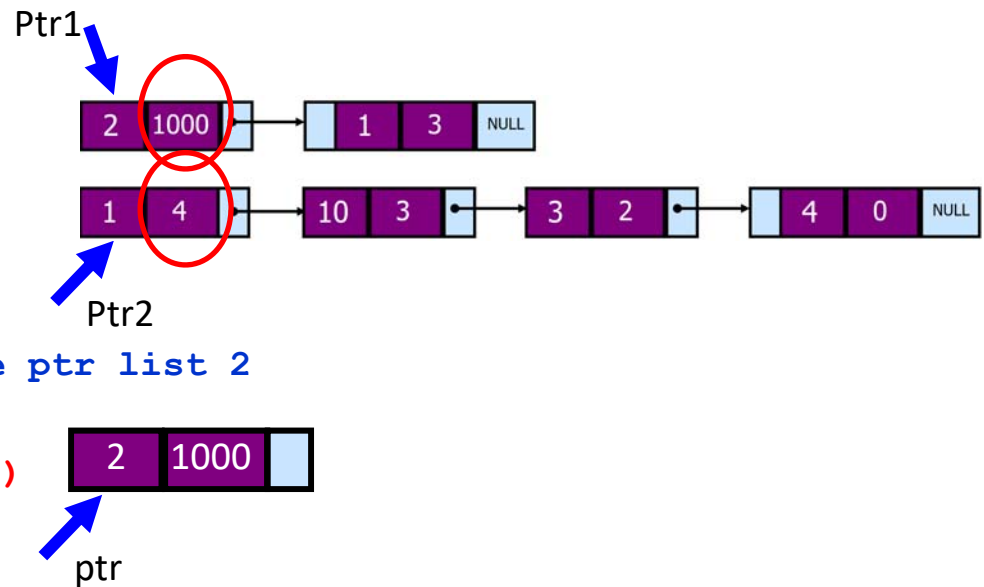 Ptr1
2 1000 1 3 NULL
1 4 10 3 3 2 4 0 NULL
Ptr2
e ptr list 2
) 2 1000
ptr